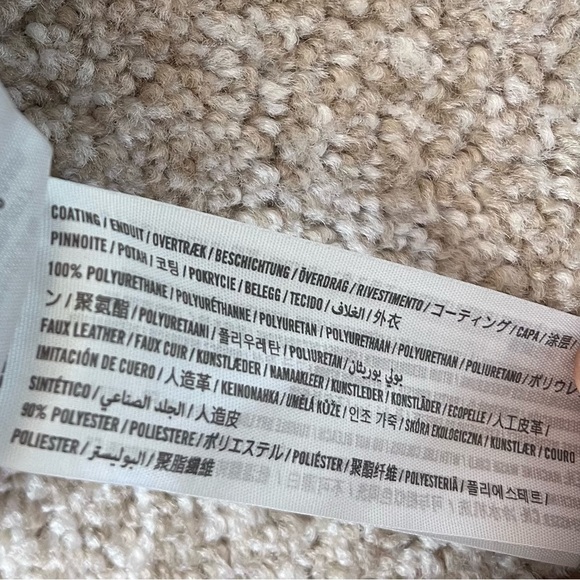 COATING / ENDUIT / OVERTRÆK / BESCHICHTUNG / ÖVERDRAG / RIVESTIMENTO / コーティング / CAPA / 涂层 /
PINNOITE / POTAH / 코팅 / POKRYCIE / BELEGG / TECIDO / الغلاف / 外衣
100% POLYURETHANE / POLYURÉTHANNE / POLYURETAN / POLYURETHAAN / POLYURETHAN / POLIURETANO / ポリウレ
ン / 聚氨酯 / POLYURETAANI / 폴리우레탄 / POLIURETAN / بولي يوريثان
FAUX LEATHER / FAUX CUIR / KUNSTLÆDER / NAMAAKLEER / KUNSTLEDER / KONSTLÄDER / ECOPELLE / 人工皮革 /
IMITACIÓN DE CUERO / 人造革 / KEINONAHKA / UMĚLÁ KŮŽE / 인조 가죽 / SKÓRA EKOLOGICZNA / KUNSTLÆR / COURO
SINTÉTICO / الجلد الصناعي / 人造皮
90% POLYESTER / POLIESTERE / ポリエステル / POLIÉSTER / 聚酯纤维 / POLYESTERIÄ / 폴리에스테르 /
POLIESTER / البوليستر / 聚脂纖維